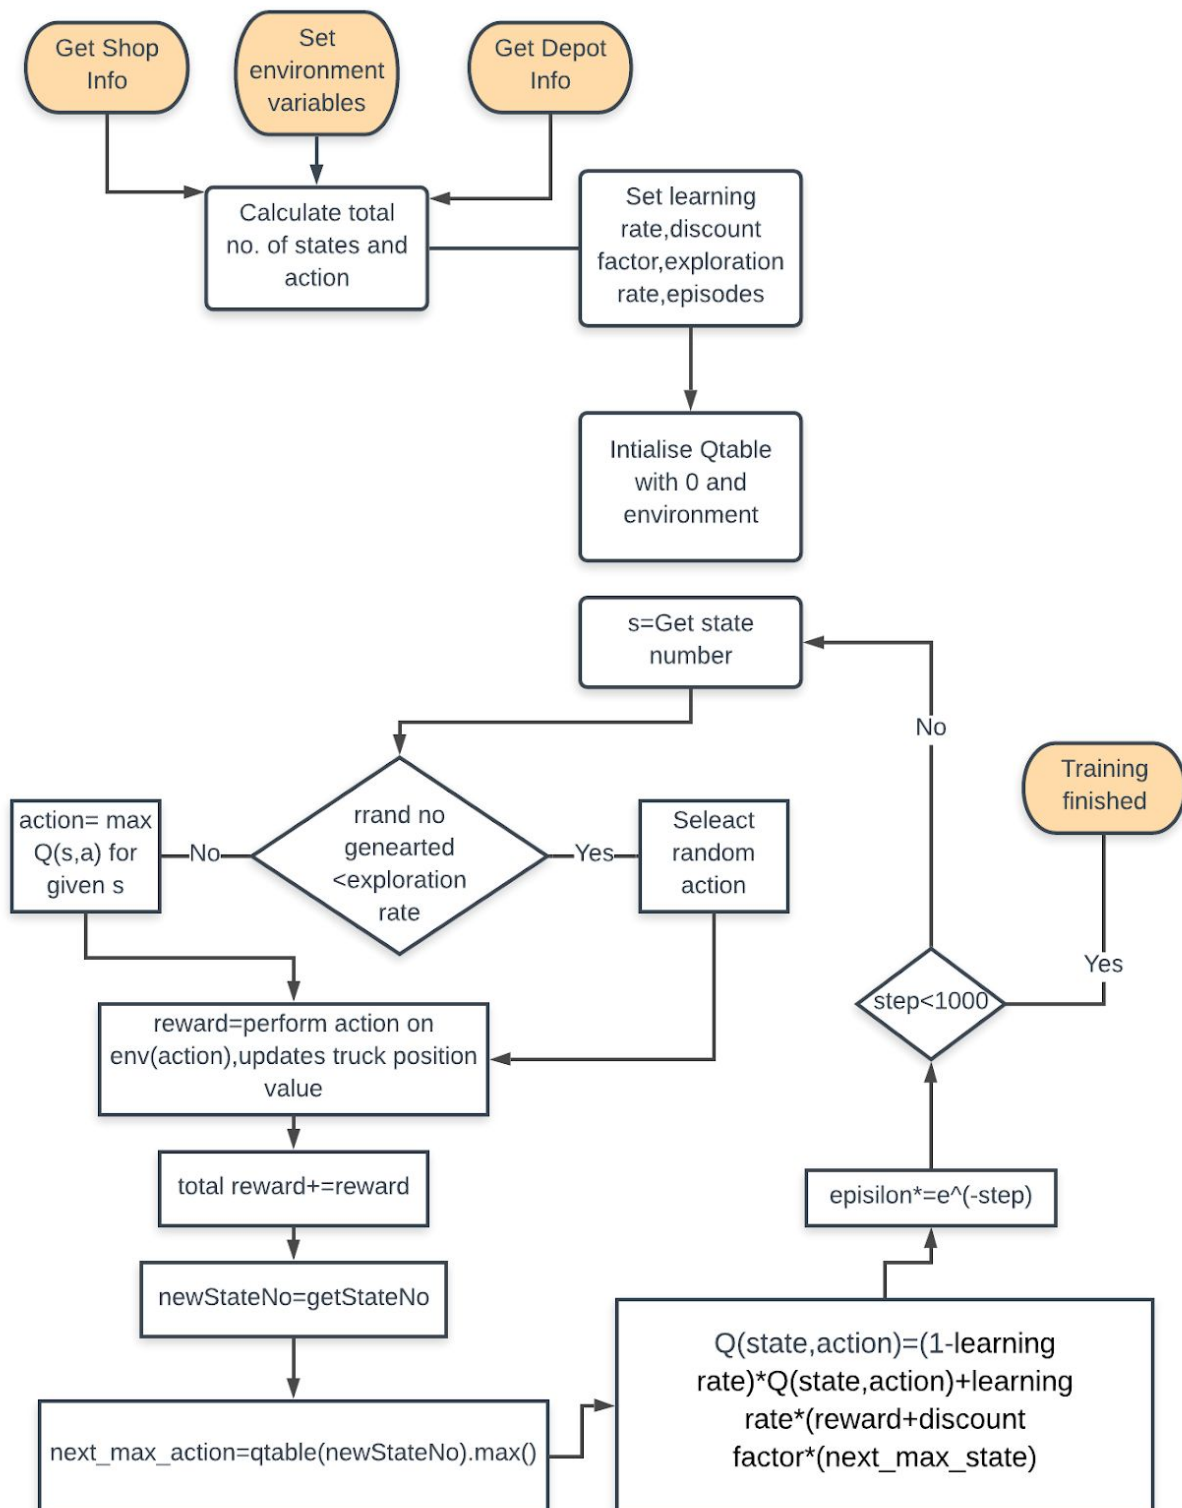 Get Shop
Info
Set
environment
variables
Get Depot
Info
Calculate total
no. of states and
action
Set learning
rate,discount
factor,exploration
rate,episodes
Intialise Qtable
with 0 and
environment
s=Get state
number
No
Training
finished
action= max
Q(s,a) for
given s
No
rrand no
genearted
<exploration
rate
Yes
Seleact
random
action
Yes
step<1000
reward=perform action on
env(action),updates truck position
value
total reward+=reward
episilon*=e^(-step)
newStateNo=getStateNo
next_max_action=qtable(newStateNo).max()
Q(state,action)=(1-learning
rate)*Q(state,action)+learning
rate*(reward+discount
factor*(next_max_state)